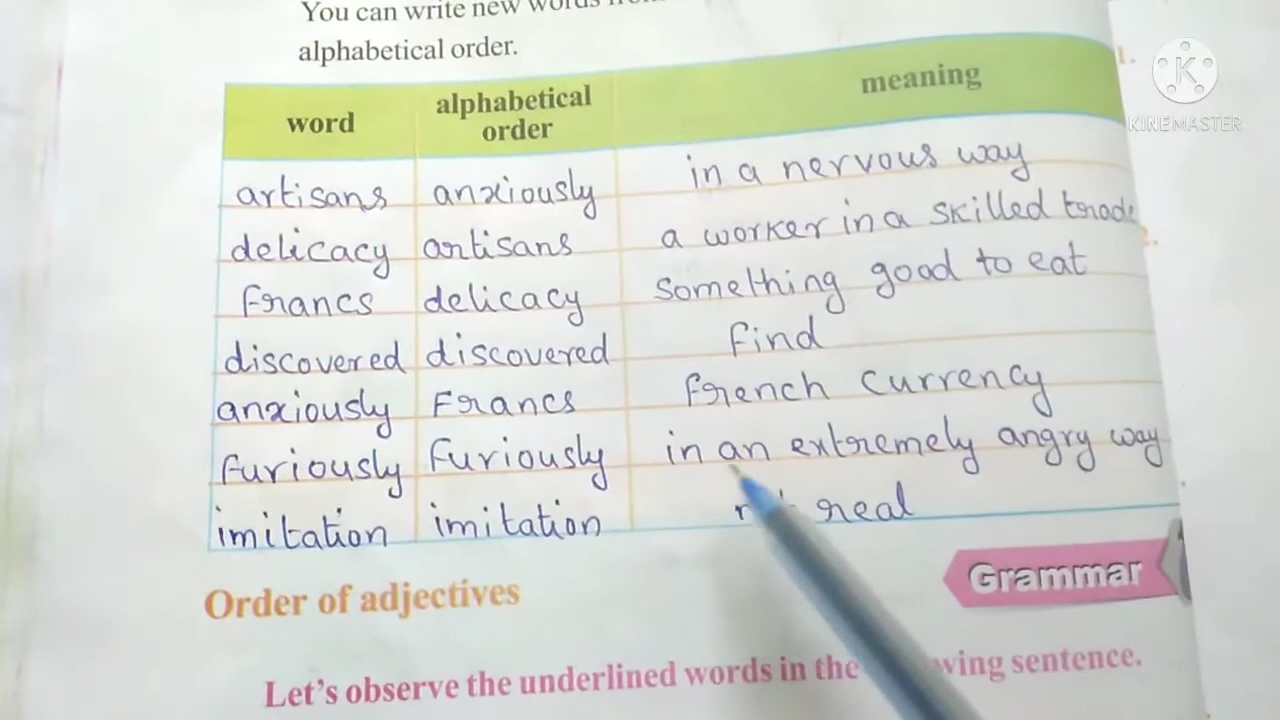 You can write new words from
alphabetical order.
word alphabetical order meaning
artisans anxiously in a nervous way
delicacy artisans a worker in a skilled trade
Francs delicacy something good to eat
discovered discovered find
anxiously Francs French currency
furiously furiously in an extremely angry way
imitation imitation real
Order of adjectives
Grammar
Let's observe the underlined words in the wing sentence.
1.
2.
K
KINEMASTER